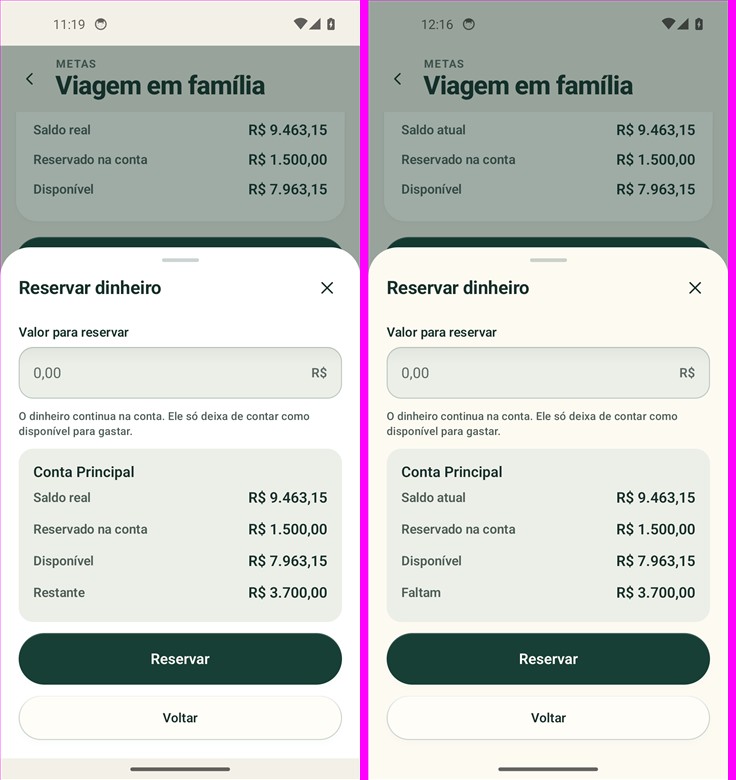 11:19
METAS
Viagem em família
Saldo real R$ 9.463,15
Reservado na conta R$ 1.500,00
Disponível R$ 7.963,15
Reservar dinheiro
Valor para reservar
0,00 R$
O dinheiro continua na conta. Ele só deixa de contar como
disponível para gastar.
Conta Principal
Saldo real R$ 9.463,15
Reservado na conta R$ 1.500,00
Disponível R$ 7.963,15
Restante R$ 3.700,00
Reservar
Voltar
12:16
METAS
Viagem em família
Saldo atual R$ 9.463,15
Reservado na conta R$ 1.500,00
Disponível R$ 7.963,15
Reservar dinheiro
Valor para reservar
0,00 R$
O dinheiro continua na conta. Ele só deixa de contar como
disponível para gastar.
Conta Principal
Saldo atual R$ 9.463,15
Reservado na conta R$ 1.500,00
Disponível R$ 7.963,15
Faltam R$ 3.700,00
Reservar
Voltar